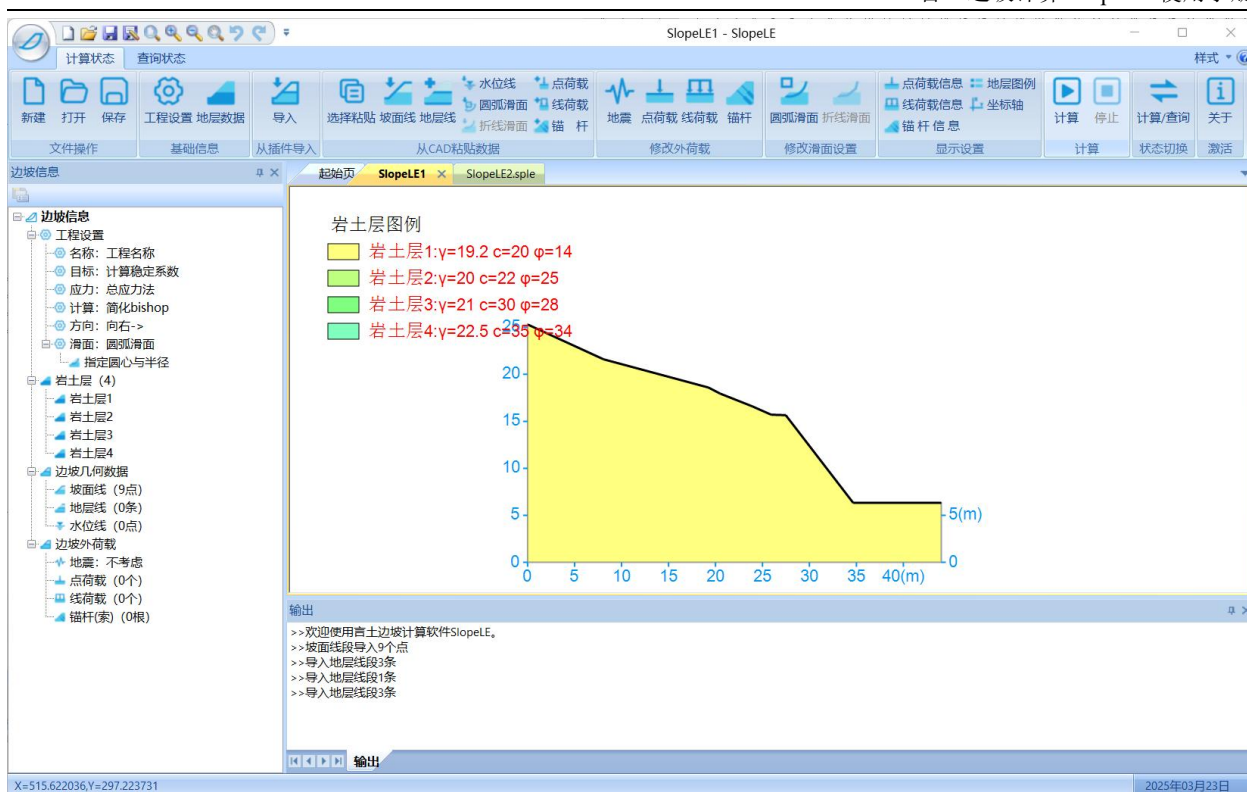 SlopeLE1 - SlopeLE
计算状态 查询状态 样式
水位线 点荷载 点荷载信息 地层图例
圆弧滑面 线荷载 线荷载信息 坐标轴
折线滑面 锚 杆 锚杆信息
新建 打开 保存 工程设置 地层数据 导入 选择粘贴 坡面线 地层线 地震 点荷载 线荷载 锚杆 圆弧滑面 折线滑面 计算 停止 计算/查询 关于
文件操作 基础信息 从插件导入 从CAD粘贴数据 修改外荷载 修改滑面设置 显示设置 计算 状态切换 激活
边坡信息
起始页 SlopeLE1 SlopeLE2.sple
边坡信息
工程设置
名称：工程名称
目标：计算稳定系数
应力：总应力法
计算：简化bishop
方向：向右->
滑面：圆弧滑面
指定圆心与半径
岩土层 (4)
岩土层1
岩土层2
岩土层3
岩土层4
边坡几何数据
坡面线 (9点)
地层线 (0条)
水位线 (0点)
边坡外荷载
地震：不考虑
点荷载 (0个)
线荷载 (0个)
锚杆(索) (0根)
岩土层图例
岩土层1:γ=19.2 c=20 φ=14
岩土层2:γ=20 c=22 φ=25
岩土层3:γ=21 c=30 φ=28
岩土层4:γ=22.5 c=35 φ=34
25
20
15
10
5 5(m)
0 0
0 5 10 15 20 25 30 35 40(m)
输出
>>欢迎使用言土边坡计算软件SlopeLE。
>>坡面线段导入9个点
>>导入地层线段3条
>>导入地层线段1条
>>导入地层线段3条
输出
X=515.622036,Y=297.223731 2025年03月23日